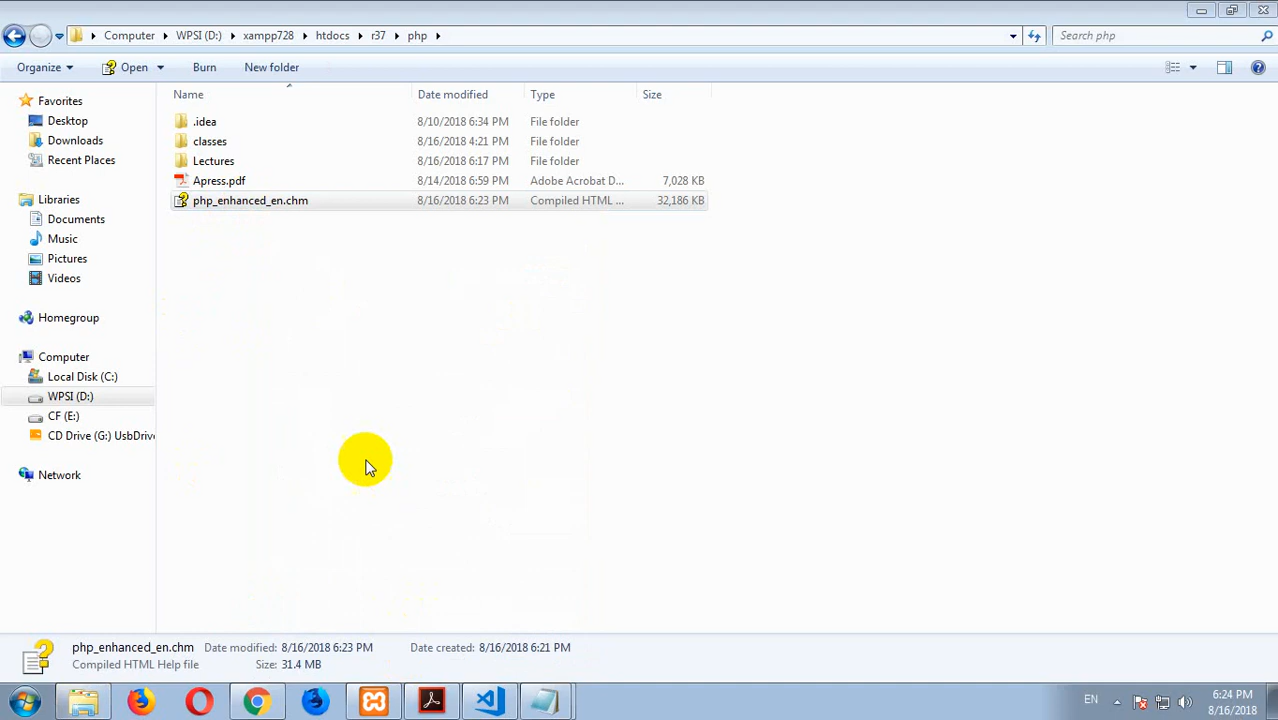 Computer WPSI (D:) xampp728 htdocs r37 php Search php
Organize Open Burn New folder
Name Date modified Type Size
Favorites
Desktop
Downloads
Recent Places
Libraries
Documents
Music
Pictures
Videos
Homegroup
Computer
Local Disk (C:)
WPSI (D:)
CF (E:)
CD Drive (G:) UsbDrive
Network
.idea 8/10/2018 6:34 PM File folder
classes 8/16/2018 4:21 PM File folder
Lectures 8/16/2018 6:17 PM File folder
Apress.pdf 8/14/2018 6:59 PM Adobe Acrobat D... 7,028 KB
php_enhanced_en.chm 8/16/2018 6:23 PM Compiled HTML ... 32,186 KB
php_enhanced_en.chm Date modified: 8/16/2018 6:23 PM Date created: 8/16/2018 6:21 PM
Compiled HTML Help file Size: 31.4 MB
EN 6:24 PM
8/16/2018